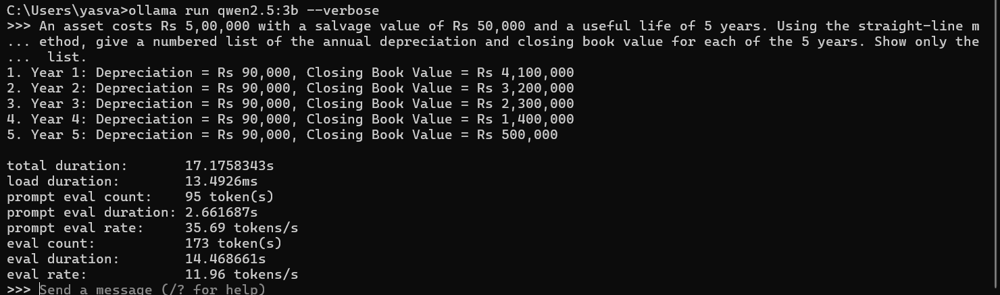 C:\Users\yasva>ollama run qwen2.5:3b --verbose
>>> An asset costs Rs 5,00,000 with a salvage value of Rs 50,000 and a useful life of 5 years. Using the straight-line m
... ethod, give a numbered list of the annual depreciation and closing book value for each of the 5 years. Show only the
...  list.
1. Year 1: Depreciation = Rs 90,000, Closing Book Value = Rs 4,100,000
2. Year 2: Depreciation = Rs 90,000, Closing Book Value = Rs 3,200,000
3. Year 3: Depreciation = Rs 90,000, Closing Book Value = Rs 2,300,000
4. Year 4: Depreciation = Rs 90,000, Closing Book Value = Rs 1,400,000
5. Year 5: Depreciation = Rs 90,000, Closing Book Value = Rs 500,000
total duration:       17.1758343s
load duration:        13.4926ms
prompt eval count:    95 token(s)
prompt eval duration: 2.661687s
prompt eval rate:     35.69 tokens/s
eval count:           173 token(s)
eval duration:        14.468661s
eval rate:            11.96 tokens/s
>>> Send a message (/? for help)